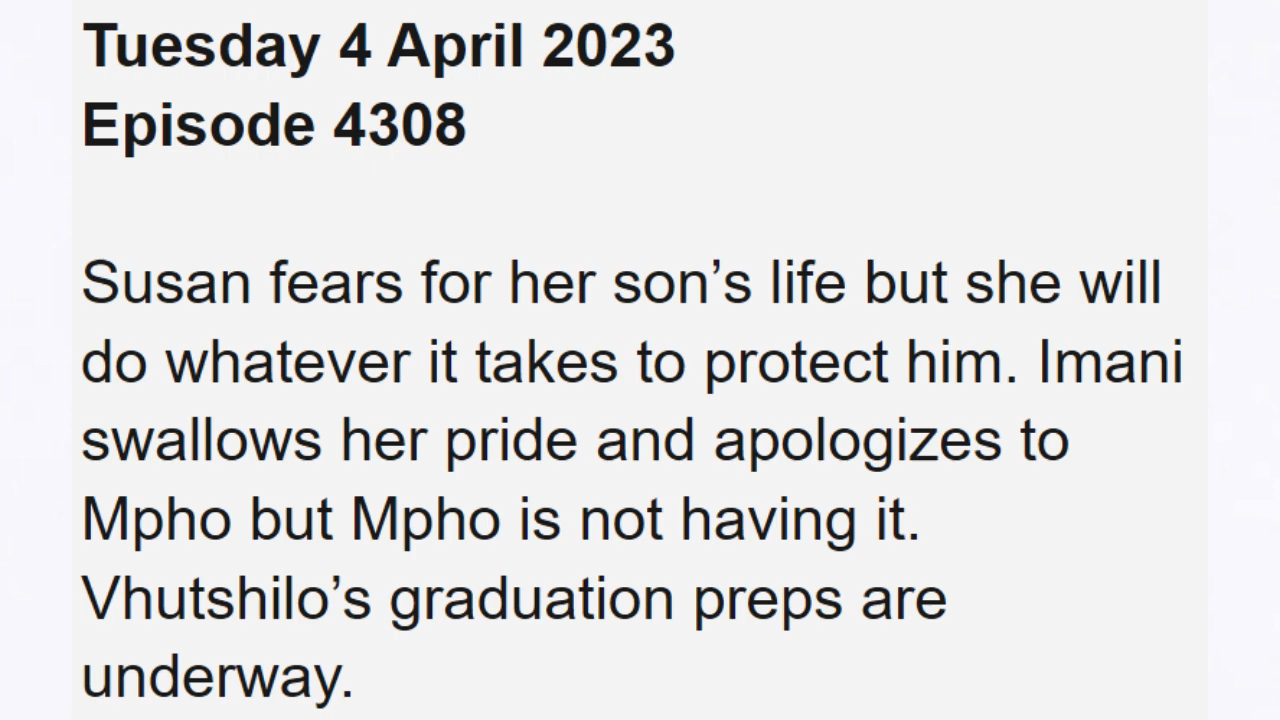 Tuesday 4 April 2023
Episode 4308
Susan fears for her son’s life but she will
do whatever it takes to protect him. Imani
swallows her pride and apologizes to
Mpho but Mpho is not having it.
Vhutshilo’s graduation preps are
underway.